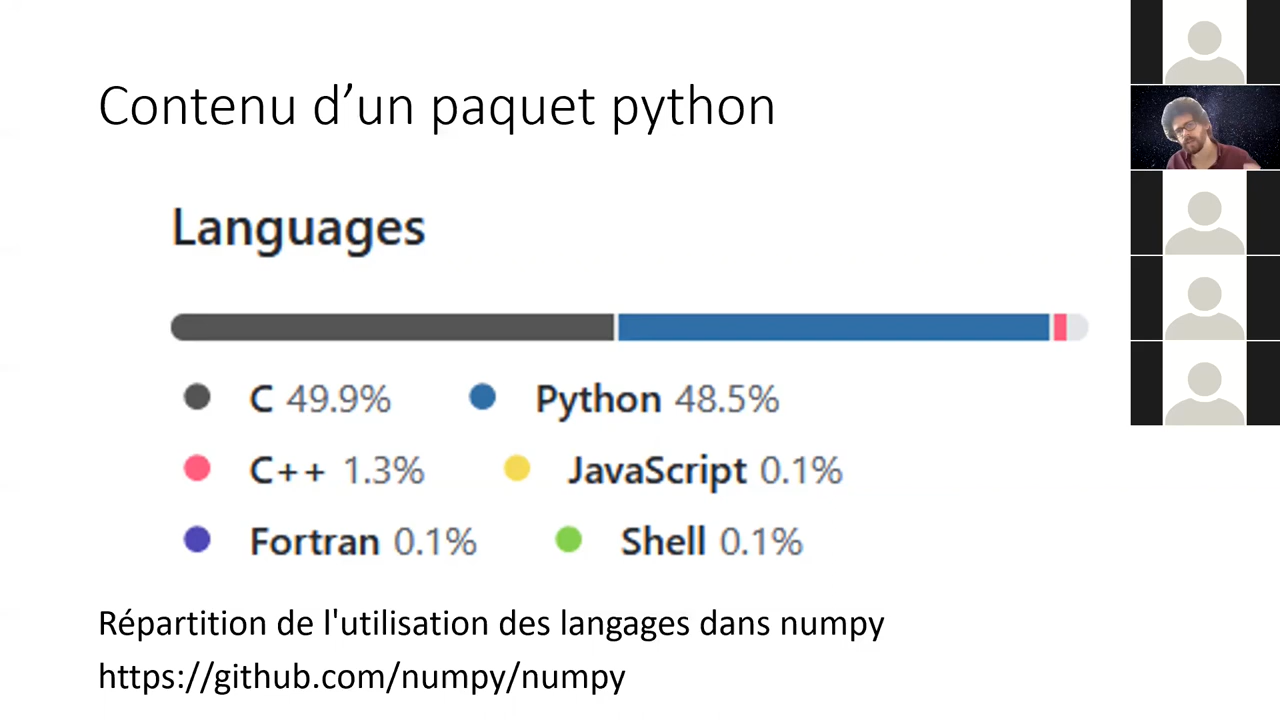 Contenu d’un paquet python
Languages
C 49.9% Python 48.5%
C++ 1.3% JavaScript 0.1%
Fortran 0.1% Shell 0.1%
Répartition de l'utilisation des langages dans numpy
https://github.com/numpy/numpy